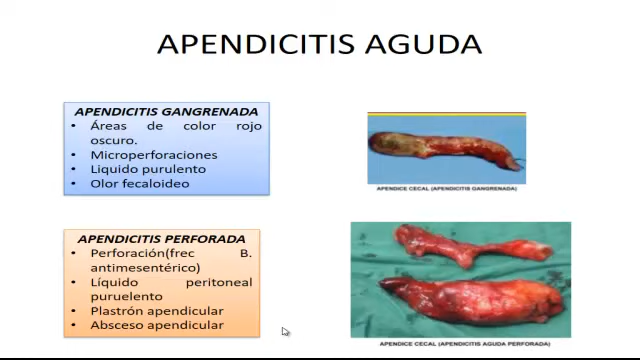 APENDICITIS AGUDA
APENDICITIS GANGRENADA
• Áreas de color rojo
oscuro.
• Microperforaciones
• Liquido purulento
• Olor fecaloideo
APENDICE CECAL (APENDICITIS GANGRENADA)
APENDICITIS PERFORADA
• Perforación(frec B.
antimesentérico)
• Líquido peritoneal
puruelento
• Plastrón apendicular
• Absceso apendicular
APENDICE CECAL (APENDICITIS AGUDA PERFORADA)